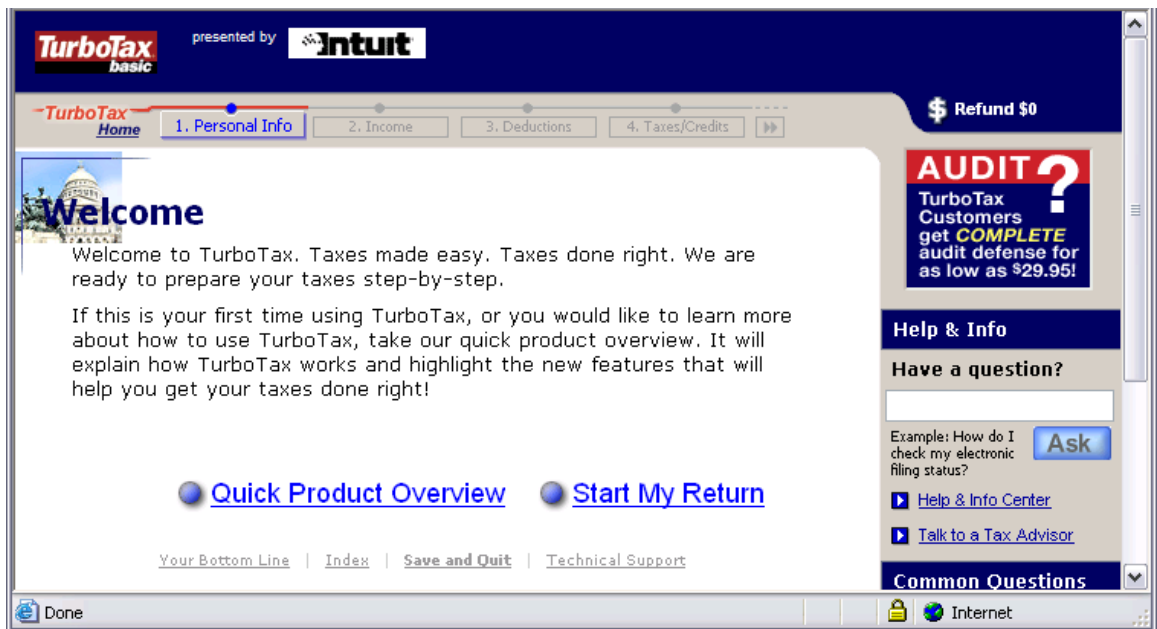 TurboTax
basic
presented by
Intuit
TurboTax
Home
1. Personal Info
2. Income
3. Deductions
4. Taxes/Credits
Refund $0
Welcome
Welcome to TurboTax. Taxes made easy. Taxes done right. We are
ready to prepare your taxes step-by-step.
If this is your first time using TurboTax, or you would like to learn more
about how to use TurboTax, take our quick product overview. It will
explain how TurboTax works and highlight the new features that will
help you get your taxes done right!
Quick Product Overview
Start My Return
Your Bottom Line | Index | Save and Quit | Technical Support
AUDIT?
TurboTax
Customers
get COMPLETE
audit defense for
as low as $29.95!
Help & Info
Have a question?
Example: How do I
check my electronic
filing status?
Ask
Help & Info Center
Talk to a Tax Advisor
Common Questions
Done
Internet